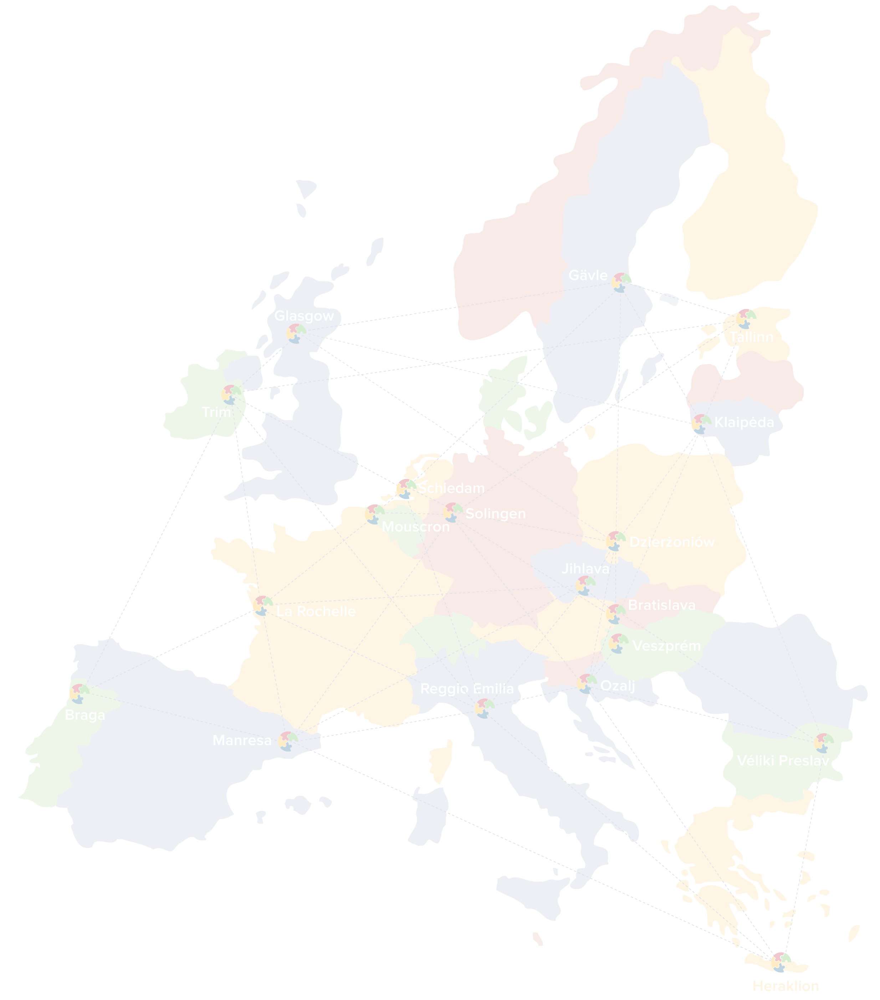 Gävle
Glasgow
Tallinn
Trim
Klaipėda
Schiedam
Solingen
Mouscron
Dzierżoniów
Jihlava
Bratislava
La Rochelle
Veszprém
Ozalj
Reggio Emilia
Braga
Manresa
Véliki Preslav
Heraklion